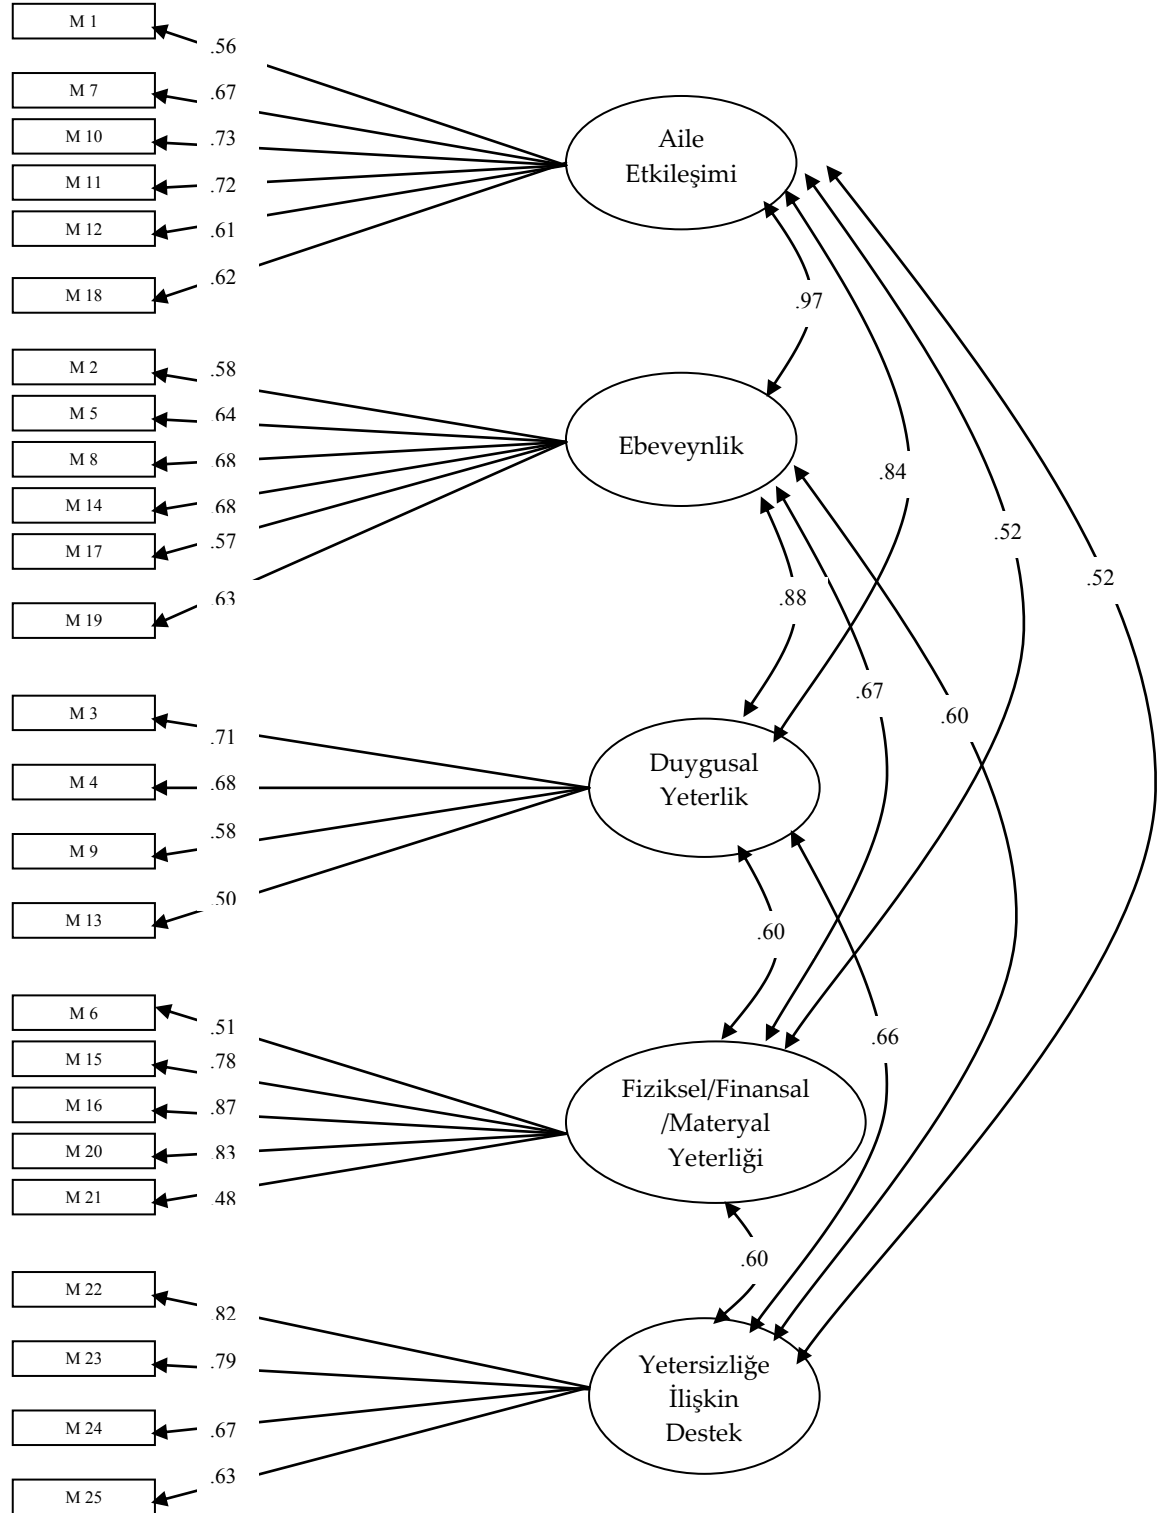 M 1
.56
M 7
.67
M 10
.73
M 11
.72
M 12
.61
M 18
.62
Aile
Etkileşimi
.97
M 2
.58
M 5
.64
M 8
.68
M 14
.68
M 17
.57
M 19
.63
Ebeveynlik
.84
.52
.52
.88
.67
.60
M 3
.71
M 4
.68
M 9
.58
M 13
.50
Duygusal
Yeterlik
.60
.66
M 6
.51
M 15
.78
M 16
.87
M 20
.83
M 21
.48
Fiziksel/Finansal
/Materyal
Yeterliği
.60
M 22
.82
M 23
.79
M 24
.67
M 25
.63
Yetersizliğe
İlişkin
Destek